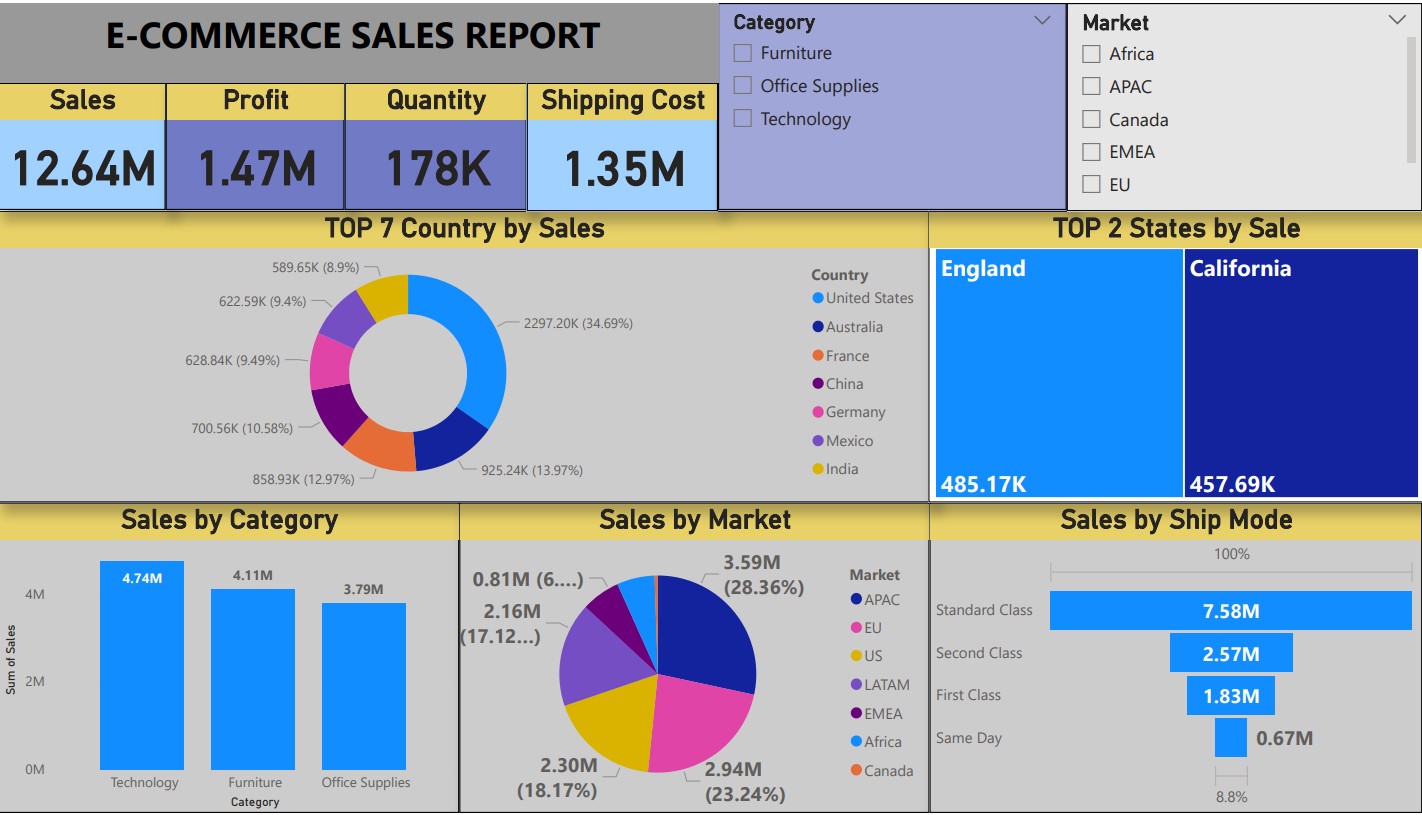 E-COMMERCE SALES REPORT
Sales
12.64M
Profit
1.47M
Quantity
178K
Shipping Cost
1.35M
Category
Furniture
Office Supplies
Technology
Market
Africa
APAC
Canada
EMEA
EU
TOP 7 Country by Sales
589.65K (8.9%)
622.59K (9.4%)
628.84K (9.49%)
700.56K (10.58%)
858.93K (12.97%)
2297.20K (34.69%)
925.24K (13.97%)
Country
United States
Australia
France
China
Germany
Mexico
India
TOP 2 States by Sale
England
485.17K
California
457.69K
Sales by Category
Sum of Sales
4M
2M
0M
4.74M
4.11M
3.79M
Technology
Furniture
Office Supplies
Category
Sales by Market
0.81M (6....)
2.16M
(17.12...)
2.30M
(18.17%)
3.59M
(28.36%)
2.94M
(23.24%)
Market
APAC
EU
US
LATAM
EMEA
Africa
Canada
Sales by Ship Mode
100%
Standard Class
7.58M
Second Class
2.57M
First Class
1.83M
Same Day
0.67M
8.8%